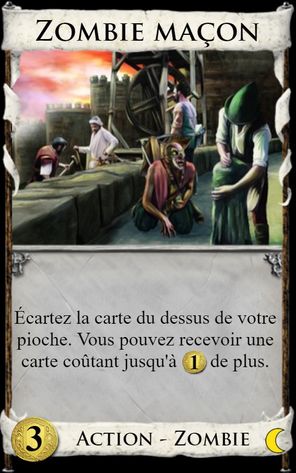 Zombie maçon
Écartez la carte du dessus de votre
pioche. Vous pouvez recevoir une
carte coûtant jusqu'à 1 de plus.
3 Action - Zombie